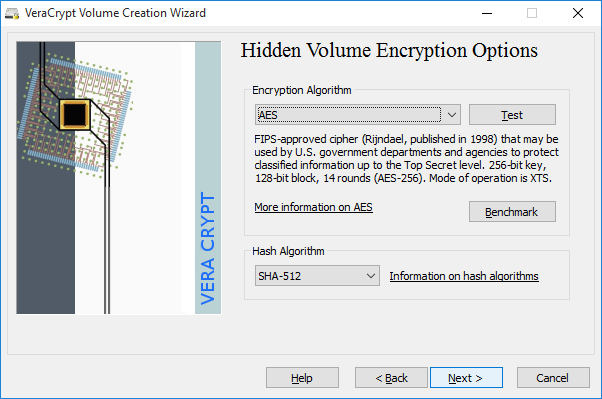 VeraCrypt Volume Creation Wizard
Hidden Volume Encryption Options
Encryption Algorithm
AES
Test
FIPS-approved cipher (Rijndael, published in 1998) that may be
used by U.S. government departments and agencies to protect
classified information up to the Top Secret level. 256-bit key,
128-bit block, 14 rounds (AES-256). Mode of operation is XTS.
More information on AES
Benchmark
Hash Algorithm
SHA-512
Information on hash algorithms
VERA CRYPT
Help
< Back
Next >
Cancel